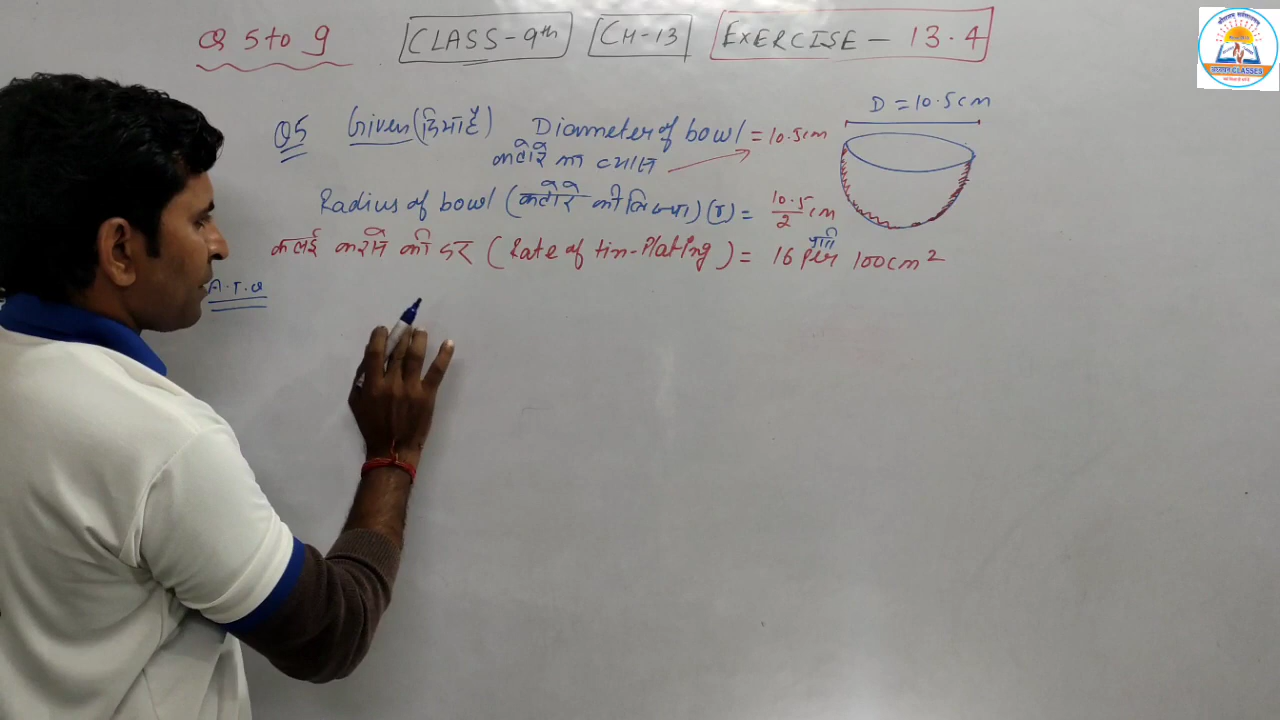 Q 5 to 9 CLASS-9th CH-13 EXERCISE - 13.4
D = 10.5cm
Q5 Given (दिया है) Diameter of bowl = 10.5cm
कटोरे का व्यास
Radius of bowl (कटोरे की त्रिज्या) (r) = 10.5/2 cm
प्रति
कलई करने की दर (Rate of tin-Plating) = 16 Per 100cm²
A.T.Q
CLASSES